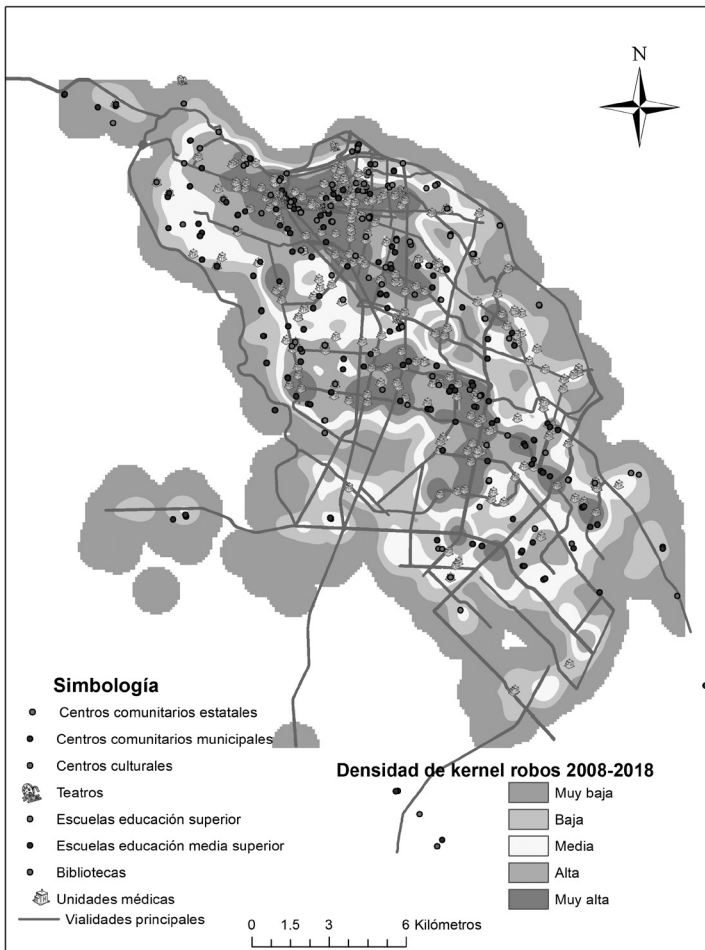 N
Simbología
Centros comunitarios estatales
Centros comunitarios municipales
Centros culturales
Teatros
Escuelas educación superior
Escuelas educación media superior
Bibliotecas
Unidades médicas
Vialidades principales
Densidad de kernel robos 2008-2018
Muy baja
Baja
Media
Alta
Muy alta
0 1.5 3 6 Kilómetros